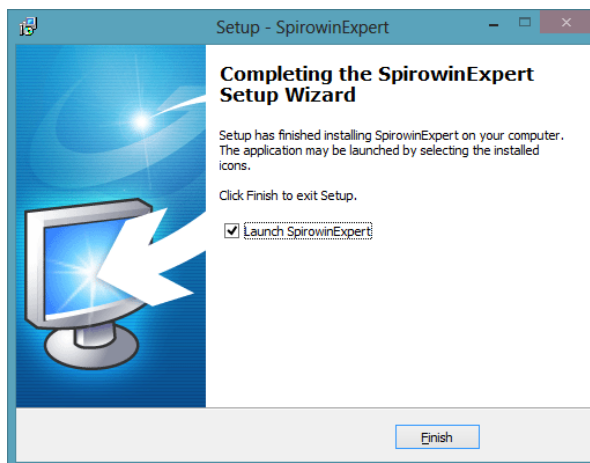 Setup - SpirowinExpert
Completing the SpirowinExpert
Setup Wizard
Setup has finished installing SpirowinExpert on your computer.
The application may be launched by selecting the installed
icons.
Click Finish to exit Setup.
Launch SpirowinExpert
Finish